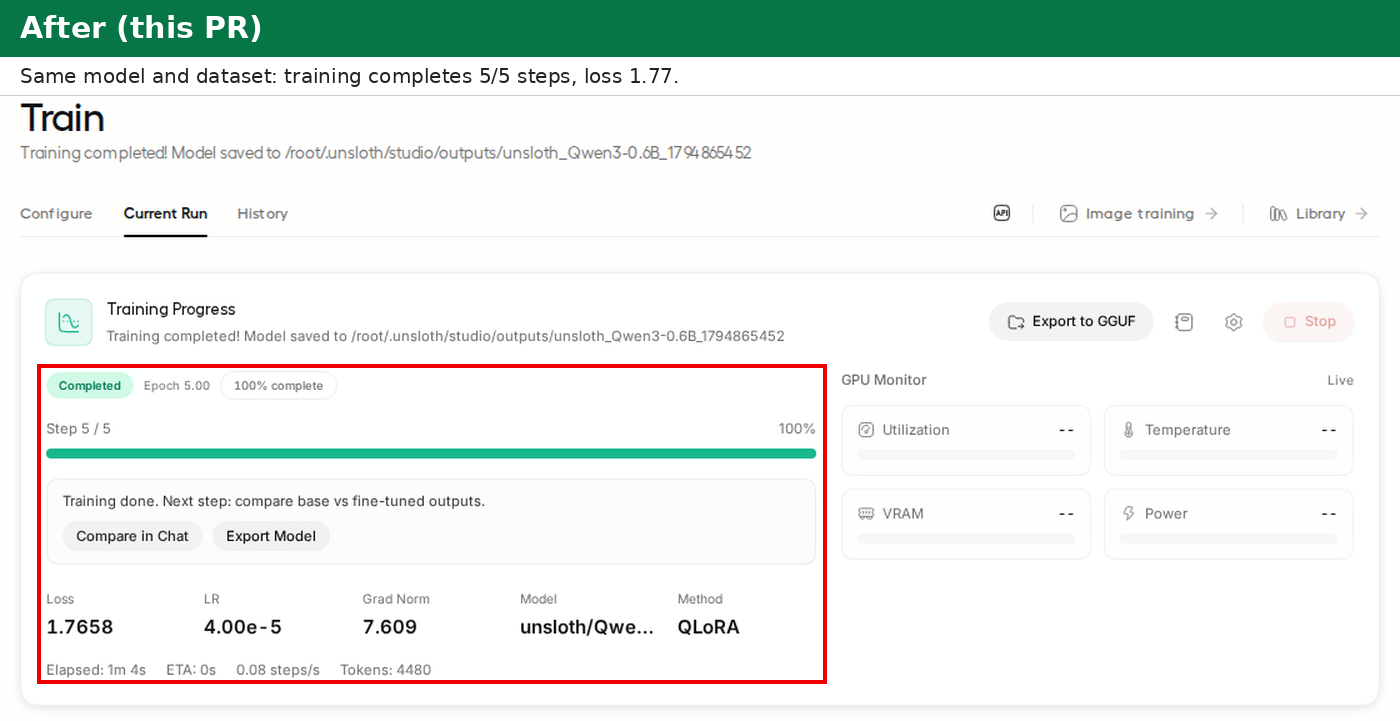 After (this PR)
Same model and dataset: training completes 5/5 steps, loss 1.77.
Train
Training completed! Model saved to /root/.unsloth/studio/outputs/unsloth_Qwen3-0.6B_1794865452
Configure Current Run History API Image training Library
Training Progress
Training completed! Model saved to /root/.unsloth/studio/outputs/unsloth_Qwen3-0.6B_1794865452
Export to GGUF Stop
Completed Epoch 5.00 100% complete
Step 5 / 5 100%
Training done. Next step: compare base vs fine-tuned outputs.
Compare in Chat Export Model
Loss LR Grad Norm Model Method
1.7658 4.00e-5 7.609 unsloth/Qwe... QLoRA
Elapsed: 1m 4s ETA: 0s 0.08 steps/s Tokens: 4480
GPU Monitor Live
Utilization -- Temperature --
VRAM -- Power --